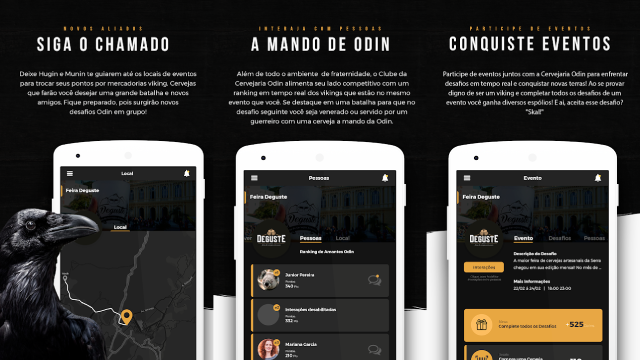 NOVOS ALIADOS
SIGA O CHAMADO
Deixe Hugin e Munin te guiarem até os locais de eventos
para trocar seus pontos por mercadorias viking. Cervejas
que farão você desejar uma grande batalha e novos
amigos. Fique preparado, pois surgirão novos
desafios Odin em grupo!
Local
Feira Deguste
Local
INTERAJA COM PESSOAS
A MANDO DE ODIN
Além de todo o ambiente de fraternidade, o Clube da
Cervejaria Odin alimenta seu lado competitivo com um
ranking em tempo real dos vikings que estão no mesmo
evento que você. Se destaque em uma batalha para que no
desafio seguinte você seja venerado ou servido por um
guerreiro com uma cerveja a mando da Odin.
Pessoas
Feira Deguste
DEGUSTE
Pessoas
Local
Ranking de Amantes Odin
Junior Pereira
340
Interações desabilitadas
332
Mariana Garcia
210
PARTICIPE DE EVENTOS
CONQUISTE EVENTOS
Participe de eventos juntos com a Cervejaria Odin para enfrentar
desafios em tempo real e conquistar novas terras! Ao se provar
digno de ser um viking e completar todos os desafios de um
evento você ganha diversos espólios! E ai, aceita esse desafio?
"Skal!"
Evento
Feira Deguste
DEGUSTE
Evento
Desafios
Pessoas
Descrição do Desafio
A maior feira de cervejas artesanais da Serra
chegou em sua edição mensal! No mês de ...
Interações
Mais Informações
22/02 à 24/02 | 16:00 22:00
Complete todos os Desafios
525